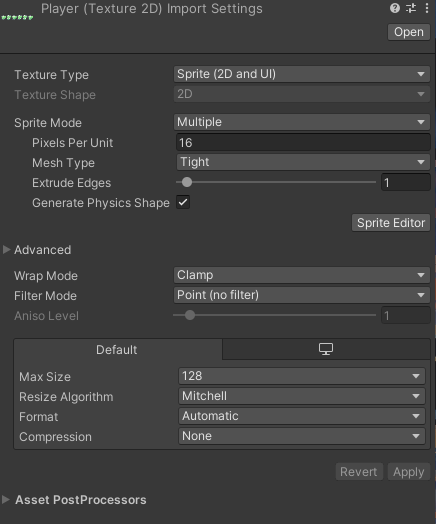 Player (Texture 2D) Import Settings
Open
Texture Type Sprite (2D and UI)
Texture Shape 2D
Sprite Mode Multiple
Pixels Per Unit 16
Mesh Type Tight
Extrude Edges 1
Generate Physics Shape
Sprite Editor
Advanced
Wrap Mode Clamp
Filter Mode Point (no filter)
Aniso Level 1
Default
Max Size 128
Resize Algorithm Mitchell
Format Automatic
Compression None
Revert Apply
Asset PostProcessors